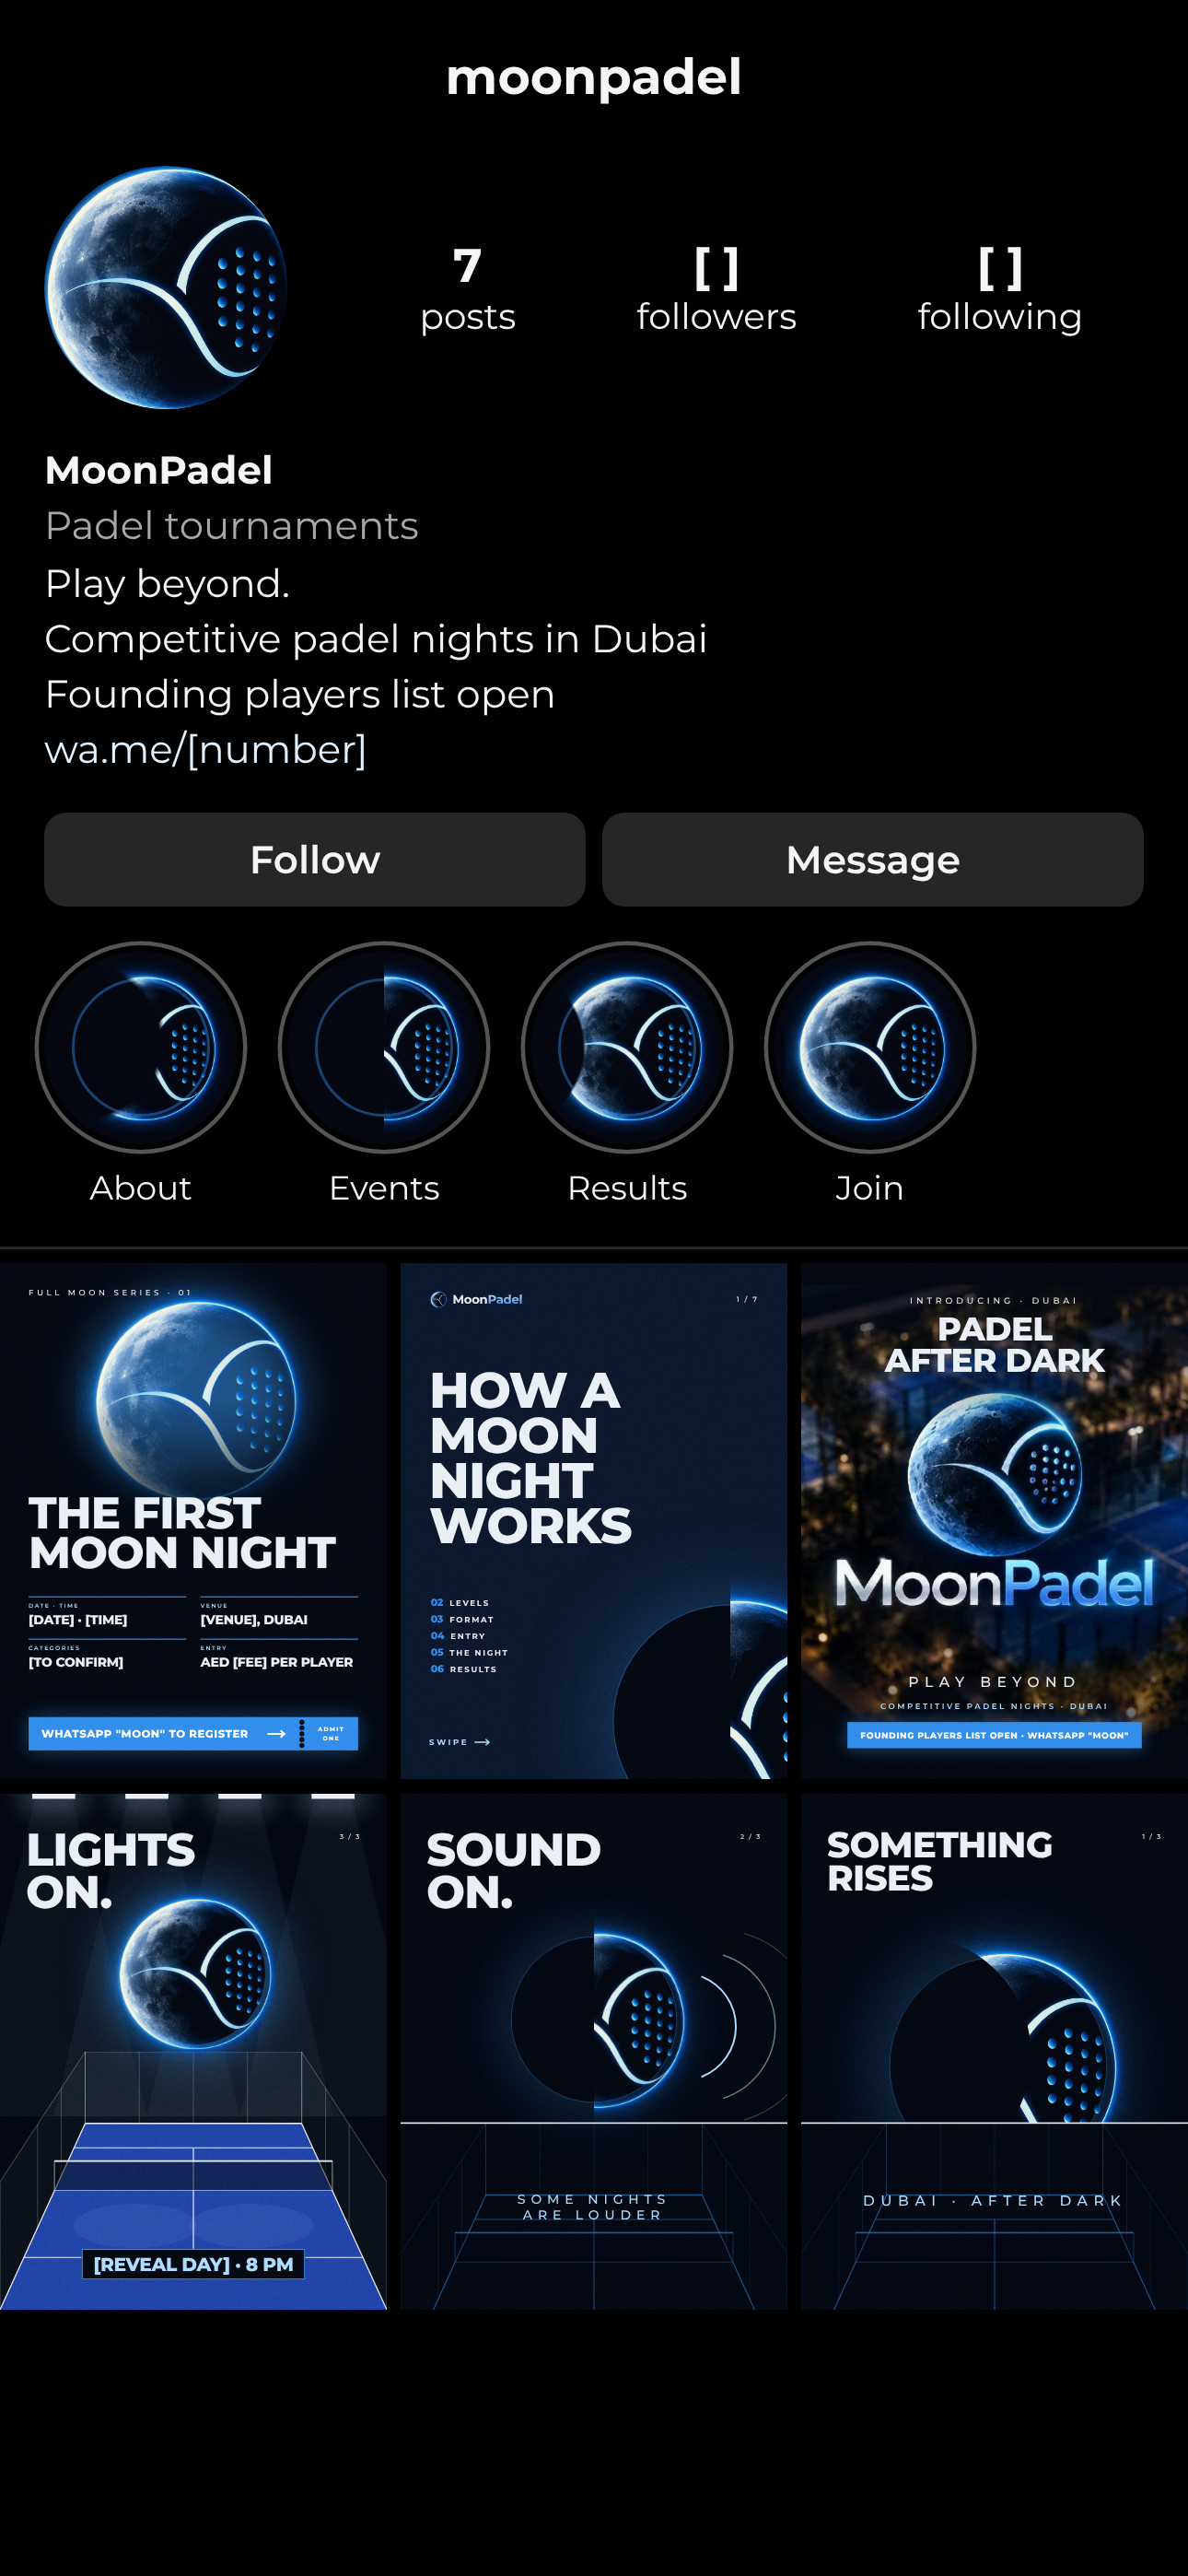 moonpadel
7
posts
[ ]
followers
[ ]
following
MoonPadel
Padel tournaments
Play beyond.
Competitive padel nights in Dubai
Founding players list open
wa.me/[number]
Follow
Message
About
Events
Results
Join
FULL MOON SERIES · 01
THE FIRST
MOON NIGHT
DATE · TIME
[DATE] · [TIME]
VENUE
[VENUE], DUBAI
CATEGORIES
[TO CONFIRM]
ENTRY
AED [FEE] PER PLAYER
WHATSAPP "MOON" TO REGISTER →
ADMIT
ONE
MoonPadel
1 / 7
HOW A
MOON
NIGHT
WORKS
02 LEVELS
03 FORMAT
04 ENTRY
05 THE NIGHT
06 RESULTS
SWIPE →
INTRODUCING · DUBAI
PADEL
AFTER DARK
MoonPadel
PLAY BEYOND
COMPETITIVE PADEL NIGHTS · DUBAI
FOUNDING PLAYERS LIST OPEN · WHATSAPP "MOON"
LIGHTS
ON.
3 / 3
[REVEAL DAY] · 8 PM
SOUND
ON.
2 / 3
SOME NIGHTS
ARE LOUDER
SOMETHING
RISES
1 / 3
DUBAI · AFTER DARK